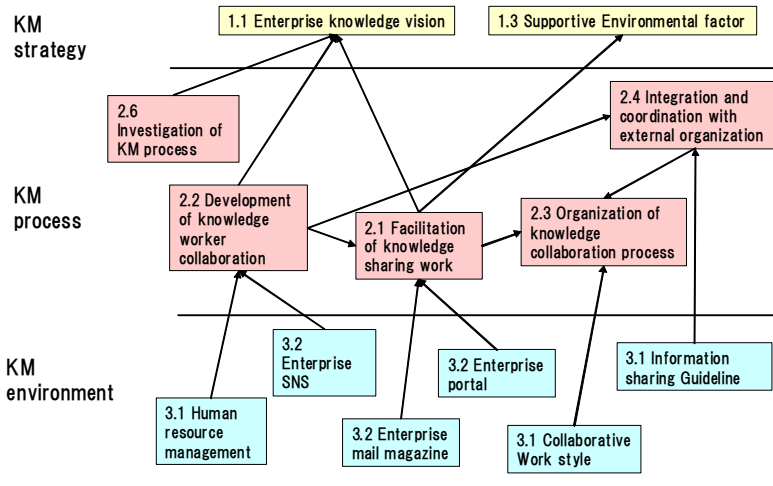 KM
strategy
1.1 Enterprise knowledge vision
1.3 Supportive Environmental factor
2.6
Investigation of
KM process
2.4 Integration and
coordination with
external organization
KM
process
2.2 Development
of knowledge
worker
collaboration
2.1 Facilitation
of knowledge
sharing work
2.3 Organization of
knowledge
collaboration process
KM
environment
3.2
Enterprise
SNS
3.2 Enterprise
portal
3.1 Information
sharing Guideline
3.1 Human
resource
management
3.2 Enterprise
mail magazine
3.1 Collaborative
Work style